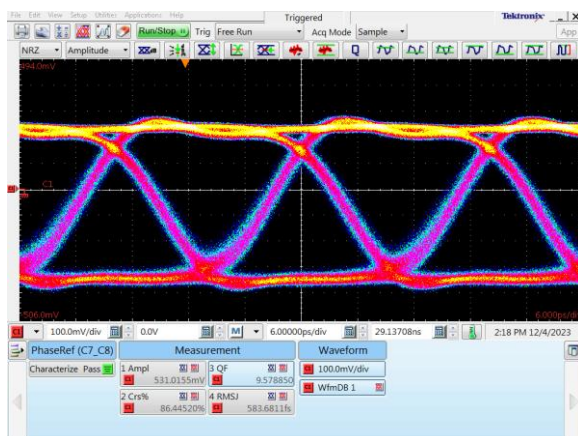 File Edit View Setup Utilities Applications Help Triggered Tektronix
Run/Stop Trig Free Run Acq Mode Sample App
NRZ Amplitude Q
494.0mV
C1
-506.0mV 6.000ps/div
100.0mV/div 0.0V M 6.00000ps/div 29.13708ns 2:18 PM 12/4/2023
PhaseRef (C7_C8) Measurement Waveform
Characterize Pass 1 Ampl 3 QF 100.0mV/div
531.0155mV 9.578850 WfmDB 1
2 Crs% 4 RMSJ
86.44520% 583.6811fs